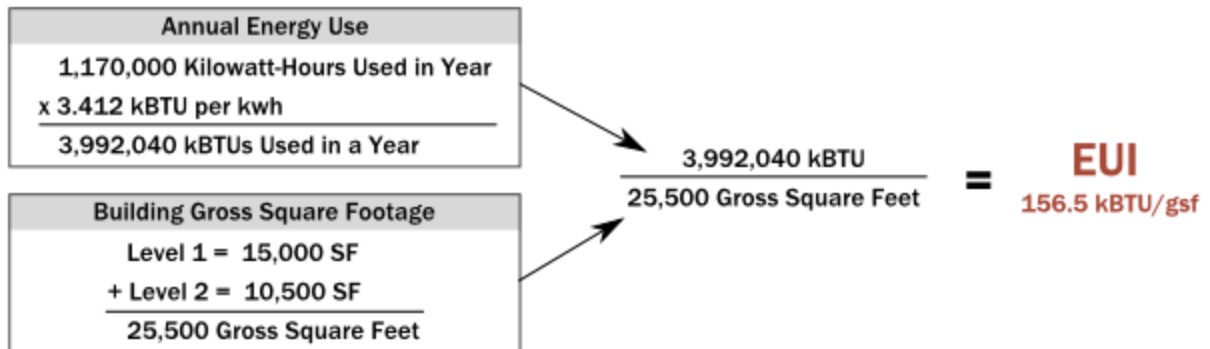 Annual Energy Use
1,170,000 Kilowatt-Hours Used in Year
x 3.412 kBTU per kwh
3,992,040 kBTUs Used in a Year
Building Gross Square Footage
Level 1 = 15,000 SF
+ Level 2 = 10,500 SF
25,500 Gross Square Feet
3,992,040 kBTU
25,500 Gross Square Feet
=
EUI
156.5 kBTU/gsf